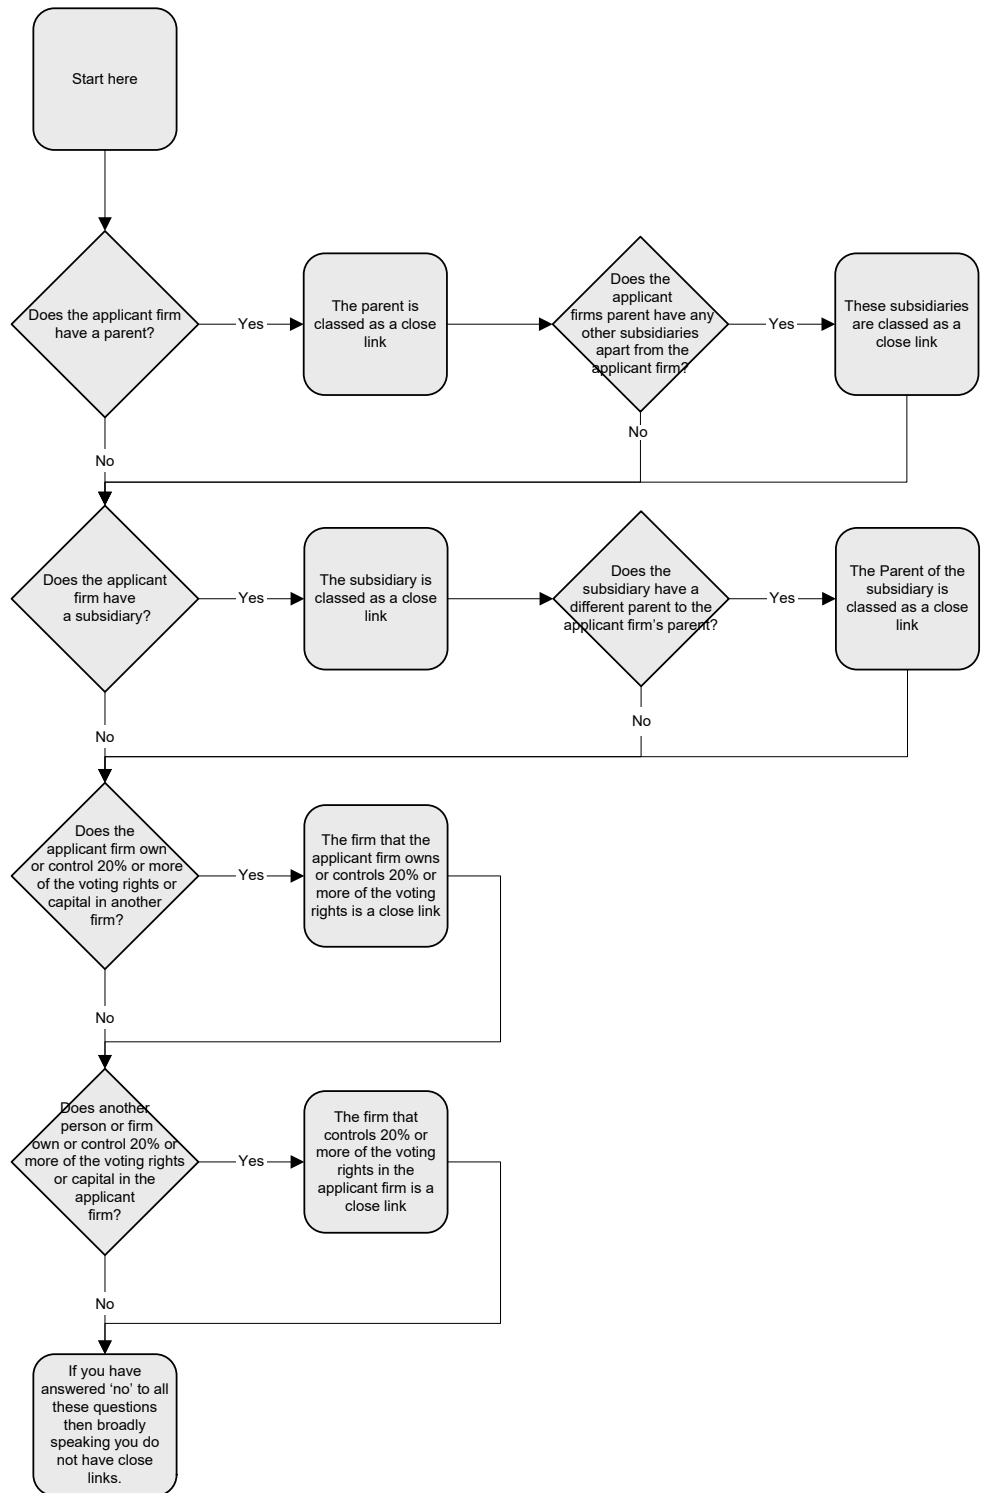 Start here
Does the applicant firm
have a parent?
Yes
The parent is
classed as a close
link
Does the
applicant
firms parent have any
other subsidiaries
apart from the
applicant firm?
Yes
These subsidiaries
are classed as a
close link
No
No
Does the applicant
firm have
a subsidiary?
Yes
The subsidiary is
classed as a close
link
Does the
subsidiary have a
different parent to the
applicant firm’s parent?
Yes
The Parent of the
subsidiary is
classed as a close
link
No
No
Does the
applicant firm own
or control 20% or more
of the voting rights or
capital in another
firm?
Yes
The firm that the
applicant firm owns
or controls 20% or
more of the voting
rights is a close link
No
Does another
person or firm
own or control 20% or
more of the voting rights
or capital in the
applicant
firm?
Yes
The firm that
controls 20% or
more of the voting
rights in the
applicant firm is a
close link
No
If you have
answered ‘no’ to all
these questions
then broadly
speaking you do
not have close
links.